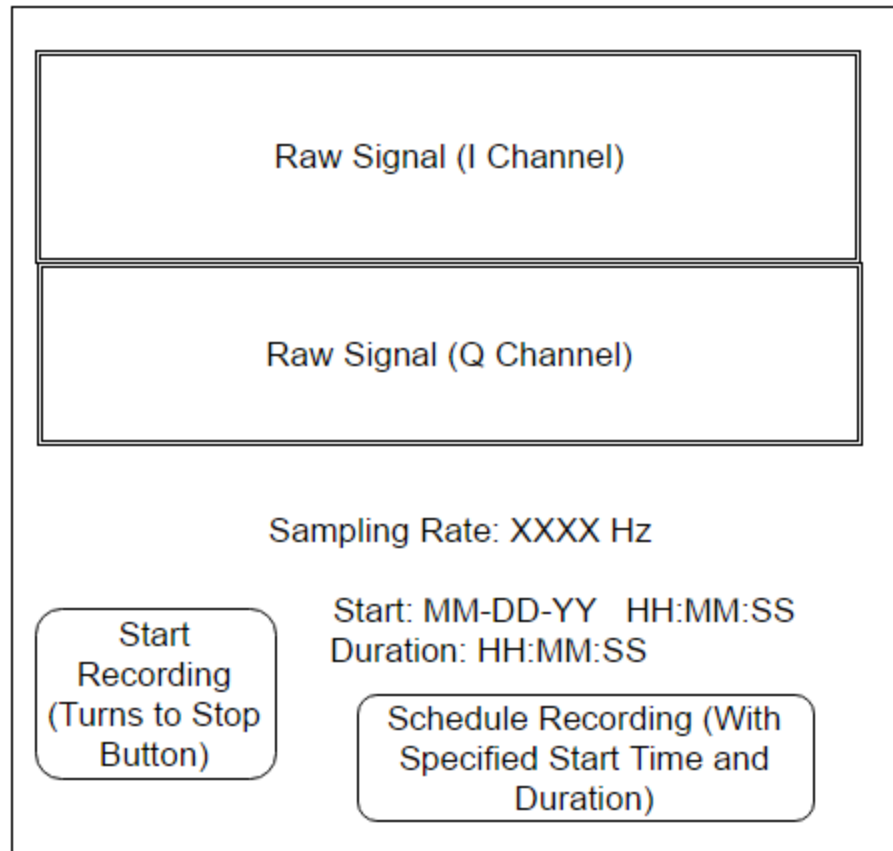 Raw Signal (I Channel)
Raw Signal (Q Channel)
Sampling Rate: XXXX Hz
Start: MM-DD-YY   HH:MM:SS
Duration: HH:MM:SS
Start
Recording
(Turns to Stop
Button)
Schedule Recording (With
Specified Start Time and
Duration)